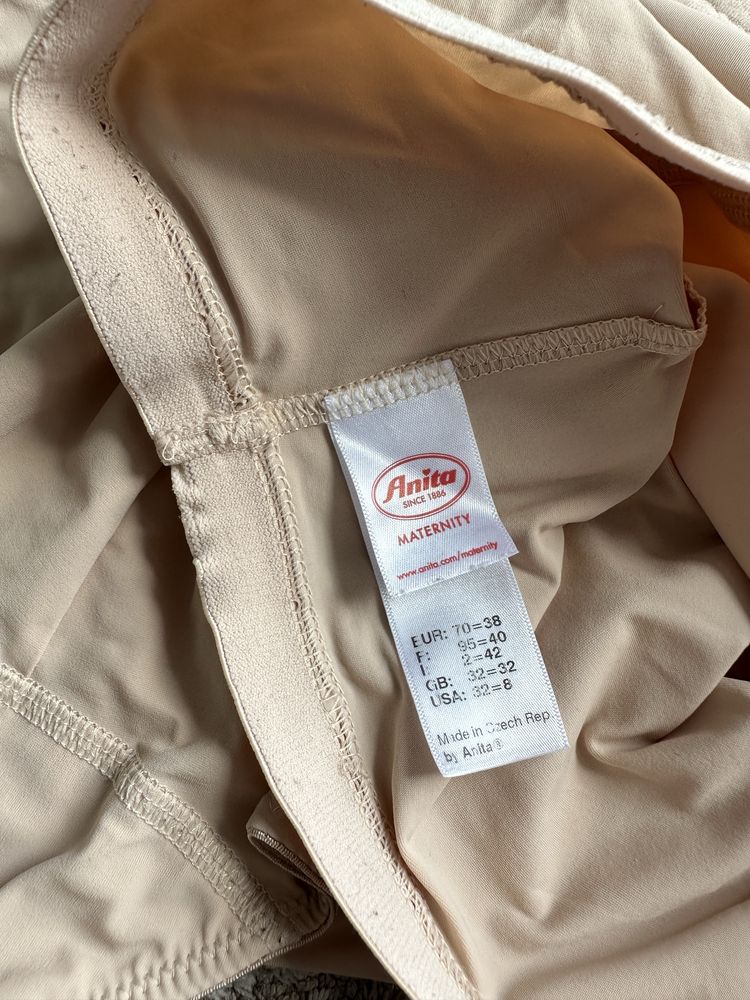 Anita
SINCE 1886
MATERNITY
www.anita.com/maternity
EUR: 70=38
F: 95=40
I: 2=42
GB: 32=32
USA: 32=8
Made in Czech Rep
by Anita®